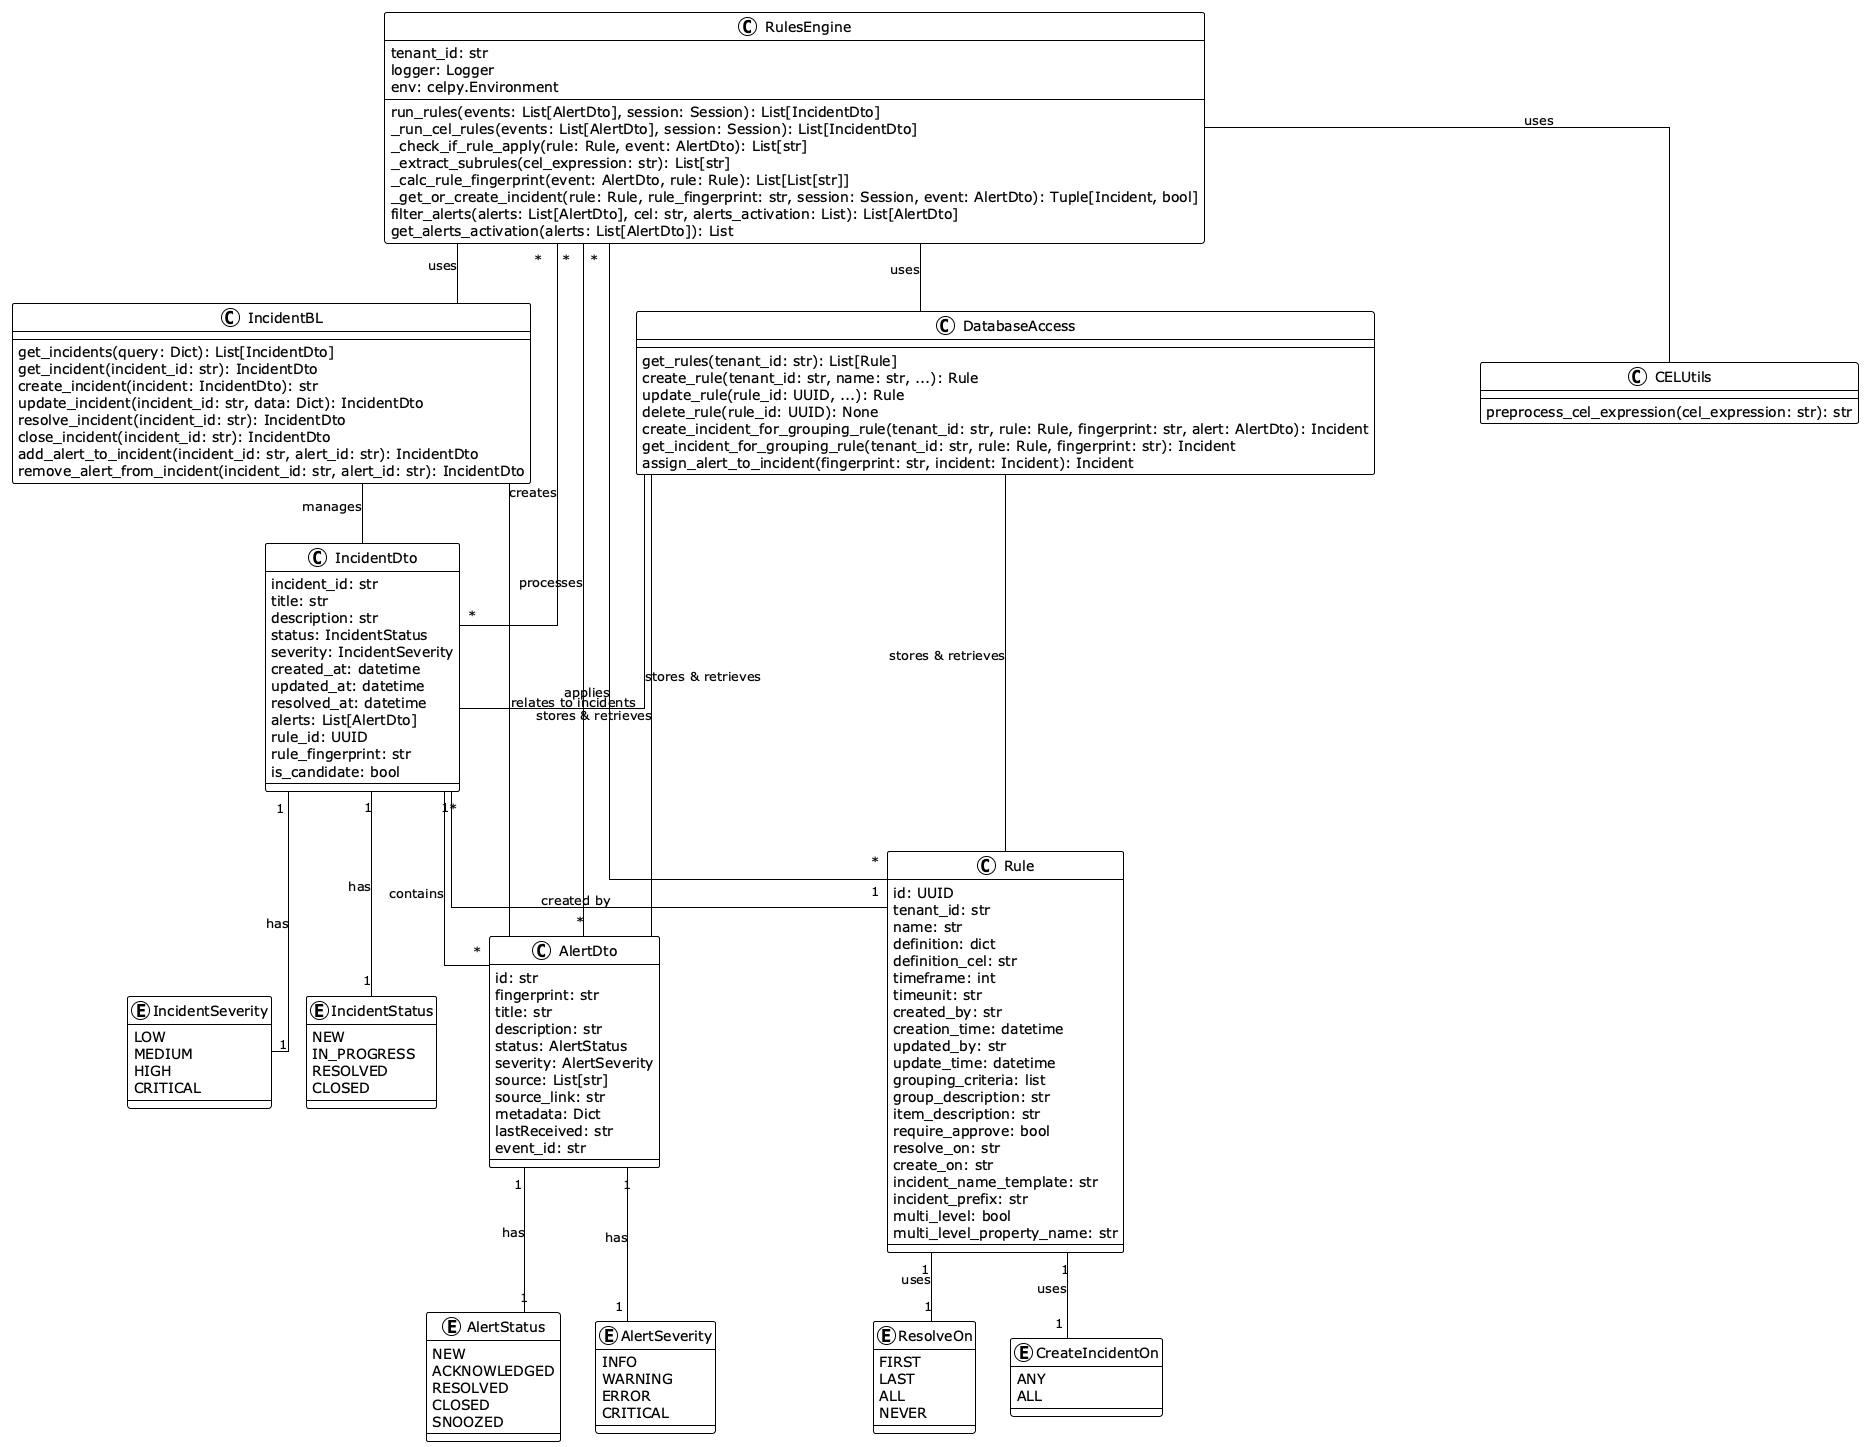 C RulesEngine
tenant_id: str
logger: Logger
env: celpy.Environment
run_rules(events: List[AlertDto], session: Session): List[IncidentDto]
_run_cel_rules(events: List[AlertDto], session: Session): List[IncidentDto]
_check_if_rule_apply(rule: Rule, event: AlertDto): List[str]
_extract_subrules(cel_expression: str): List[str]
_calc_rule_fingerprint(event: AlertDto, rule: Rule): List[List[str]]
_get_or_create_incident(rule: Rule, rule_fingerprint: str, session: Session, event: AlertDto): Tuple[Incident, bool]
filter_alerts(alerts: List[AlertDto], cel: str, alerts_activation: List): List[AlertDto]
get_alerts_activation(alerts: List[AlertDto]): List
uses
uses
* * *
uses
C IncidentBL
get_incidents(query: Dict): List[IncidentDto]
get_incident(incident_id: str): IncidentDto
create_incident(incident: IncidentDto): str
update_incident(incident_id: str, data: Dict): IncidentDto
resolve_incident(incident_id: str): IncidentDto
close_incident(incident_id: str): IncidentDto
add_alert_to_incident(incident_id: str, alert_id: str): IncidentDto
remove_alert_from_incident(incident_id: str, alert_id: str): IncidentDto
C DatabaseAccess
get_rules(tenant_id: str): List[Rule]
create_rule(tenant_id: str, name: str, ...): Rule
update_rule(rule_id: UUID, ...): Rule
delete_rule(rule_id: UUID): None
create_incident_for_grouping_rule(tenant_id: str, rule: Rule, fingerprint: str, alert: AlertDto): Incident
get_incident_for_grouping_rule(tenant_id: str, rule: Rule, fingerprint: str): Incident
assign_alert_to_incident(fingerprint: str, incident: Incident): Incident
C CELUtils
preprocess_cel_expression(cel_expression: str): str
manages
creates
processes
*
stores & retrieves
stores & retrieves
applies
relates to incidents
stores & retrieves
C IncidentDto
incident_id: str
title: str
description: str
status: IncidentStatus
severity: IncidentSeverity
created_at: datetime
updated_at: datetime
resolved_at: datetime
alerts: List[AlertDto]
rule_id: UUID
rule_fingerprint: str
is_candidate: bool
1
1
1
*
has
has
contains
created by
*
1
*
*
1
1
C Rule
id: UUID
tenant_id: str
name: str
definition: dict
definition_cel: str
timeframe: int
timeunit: str
created_by: str
creation_time: datetime
updated_by: str
update_time: datetime
grouping_criteria: list
group_description: str
item_description: str
require_approve: bool
resolve_on: str
create_on: str
incident_name_template: str
incident_prefix: str
multi_level: bool
multi_level_property_name: str
E IncidentSeverity
LOW
MEDIUM
HIGH
CRITICAL
E IncidentStatus
NEW
IN_PROGRESS
RESOLVED
CLOSED
C AlertDto
id: str
fingerprint: str
title: str
description: str
status: AlertStatus
severity: AlertSeverity
source: List[str]
source_link: str
metadata: Dict
lastReceived: str
event_id: str
1
1
has
has
1
1
1
1
uses
uses
1
1
E AlertStatus
NEW
ACKNOWLEDGED
RESOLVED
CLOSED
SNOOZED
E AlertSeverity
INFO
WARNING
ERROR
CRITICAL
E ResolveOn
FIRST
LAST
ALL
NEVER
E CreateIncidentOn
ANY
ALL